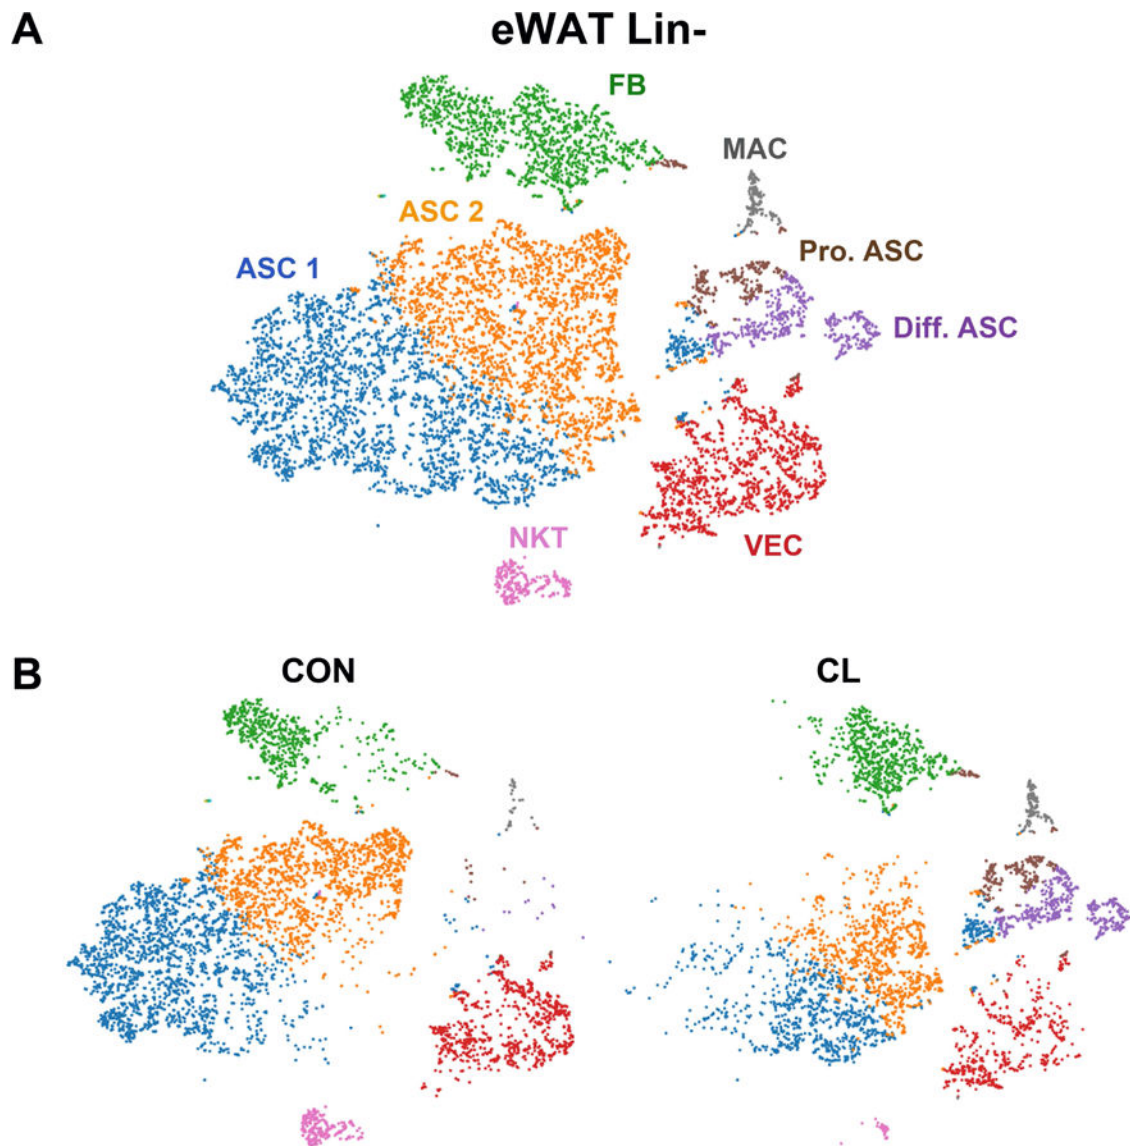 A
eWAT Lin-
FB
MAC
ASC 2
Pro. ASC
ASC 1
Diff. ASC
NKT
VEC
B
CON
CL